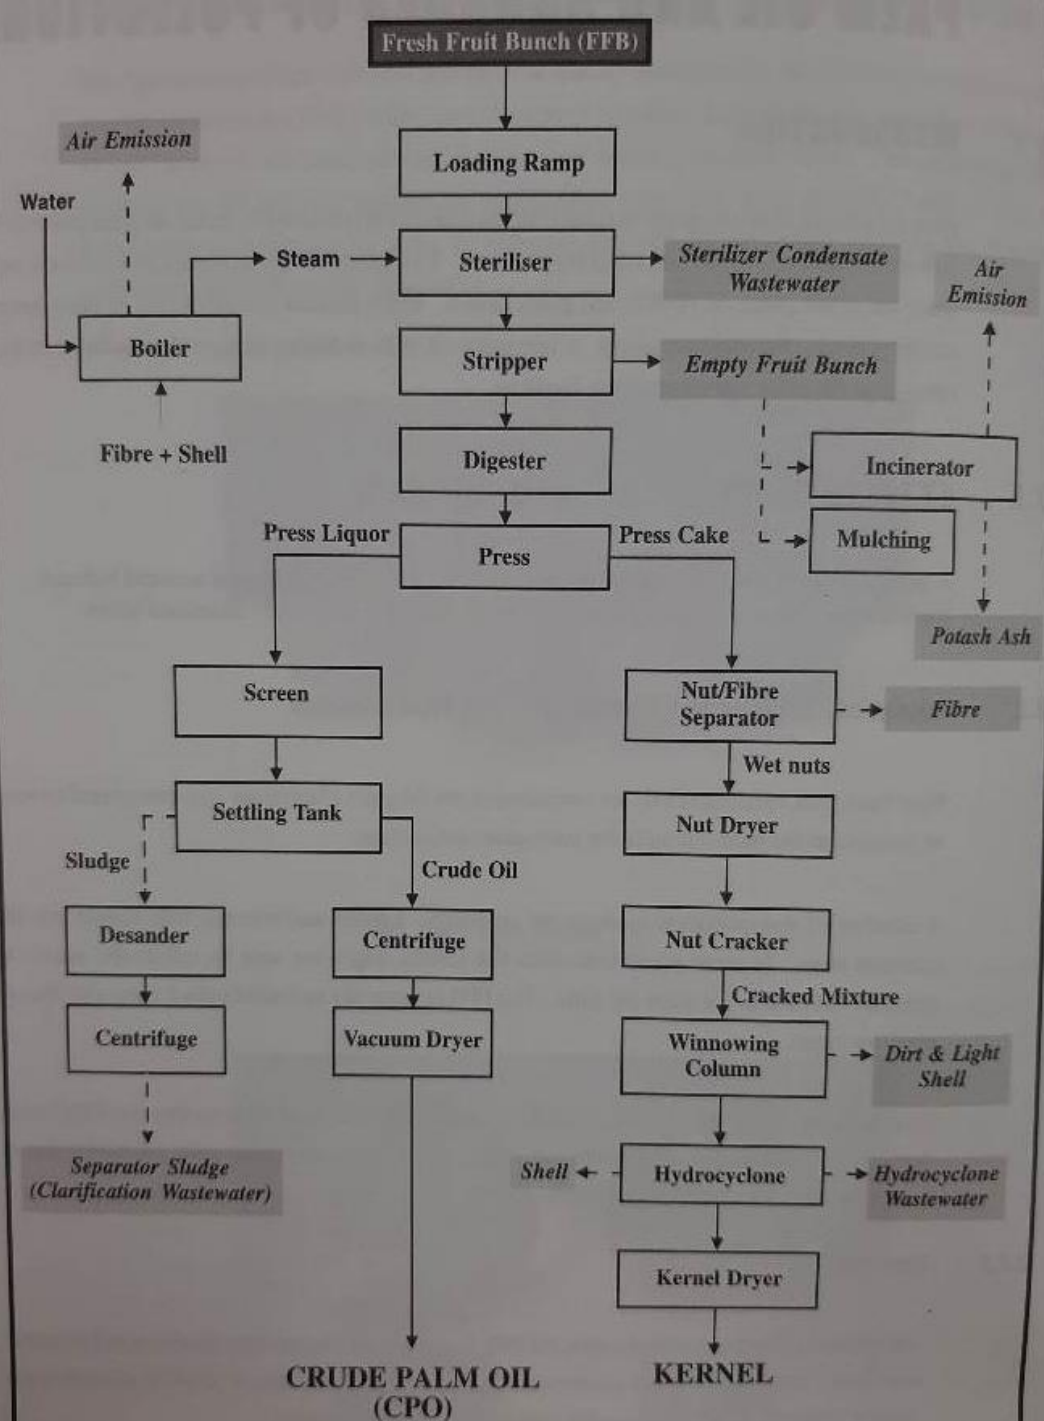 Fresh Fruit Bunch (FFB)
Air Emission
Loading Ramp
Water
Steam
Steriliser
Sterilizer Condensate
Wastewater
Air
Emission
Boiler
Stripper
Empty Fruit Bunch
Fibre + Shell
Digester
Incinerator
Press Liquor
Press
Press Cake
Mulching
Potash Ash
Screen
Nut/Fibre
Separator
Fibre
Wet nuts
Settling Tank
Nut Dryer
Sludge
Crude Oil
Desander
Centrifuge
Nut Cracker
Cracked Mixture
Centrifuge
Vacuum Dryer
Winnowing
Column
Dirt & Light
Shell
Separator Sludge
(Clarification Wastewater)
Shell
Hydrocyclone
Hydrocyclone
Wastewater
Kernel Dryer
CRUDE PALM OIL
(CPO)
KERNEL